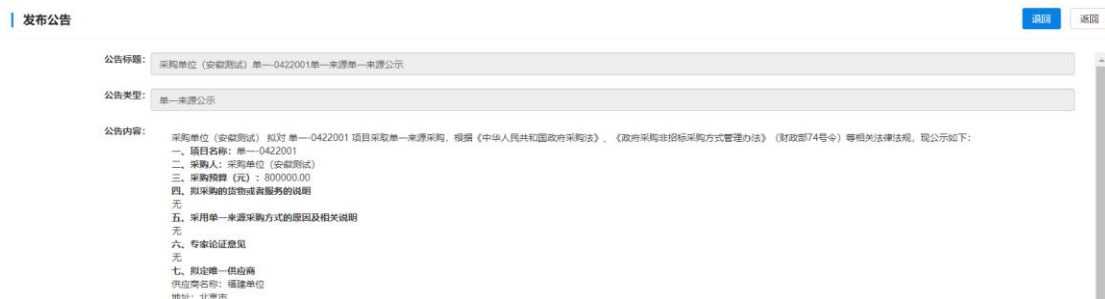 发布公告
退回
返回
公告标题：
采购单位（安徽测试）单一-0422001单一来源单一来源公示
公告类型：
单一来源公示
公告内容：
采购单位（安徽测试） 拟对 单一-0422001 项目采取单一来源采购，根据《中华人民共和国政府采购法》、《政府采购非招标采购方式管理办法》（财政部74号令）等相关法律法规，现公示如下：
一、项目名称：单一-0422001
二、采购人：采购单位（安徽测试）
三、采购预算（元）：800000.00
四、拟采购的货物或者服务的说明
无
五、采用单一来源采购方式的原因及相关说明
无
六、专家论证意见
无
七、拟定唯一供应商
供应商名称：福建单位
地址：北京市